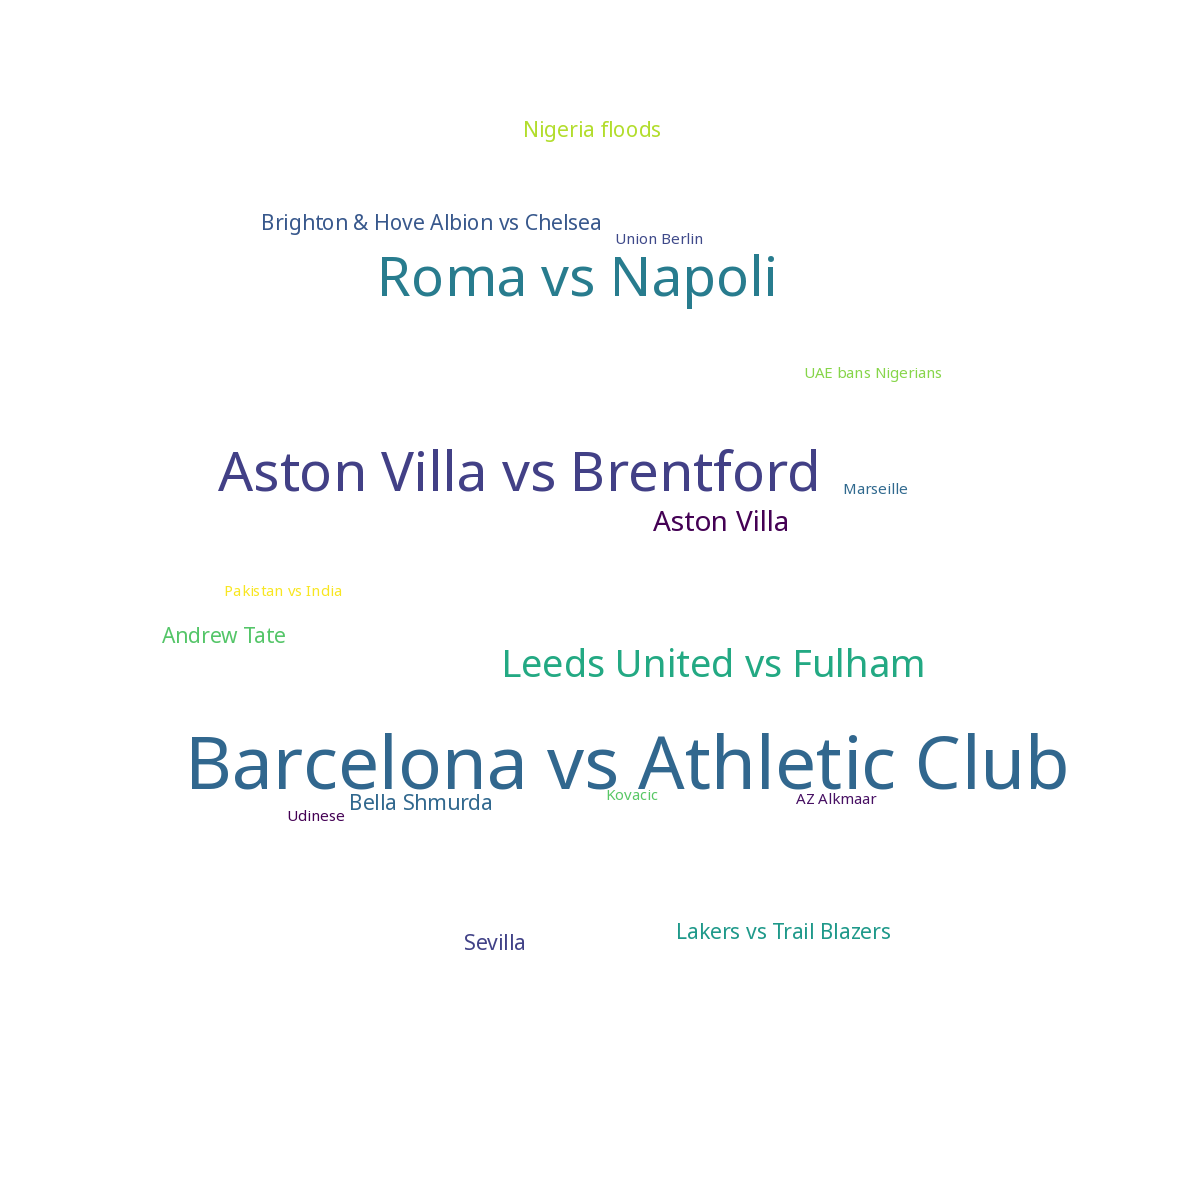 Nigeria floods
Brighton & Hove Albion vs Chelsea
Union Berlin
Roma vs Napoli
UAE bans Nigerians
Aston Villa vs Brentford
Marseille
Aston Villa
Pakistan vs India
Andrew Tate
Leeds United vs Fulham
Barcelona vs Athletic Club
Kovacic
AZ Alkmaar
Bella Shmurda
Udinese
Lakers vs Trail Blazers
Sevilla